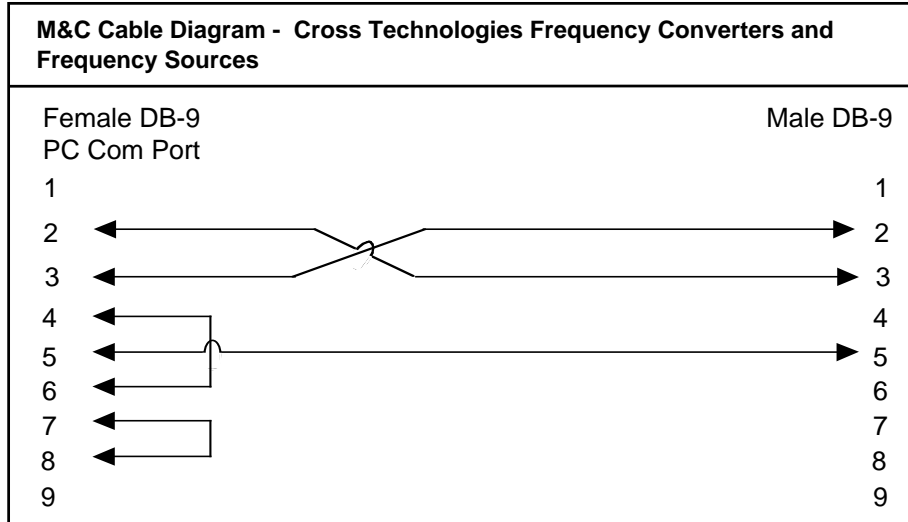 M&C Cable Diagram - Cross Technologies Frequency Converters and
Frequency Sources
Female DB-9
PC Com Port
Male DB-9
1 1
2 2
3 3
4 4
5 5
6 6
7 7
8 8
9 9